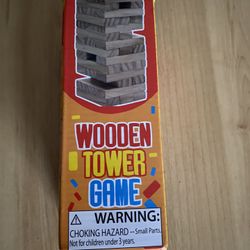 WOODEN
TOWER
GAME
⚠ WARNING:
CHOKING HAZARD -- Small Parts.
Not for children under 3 years.